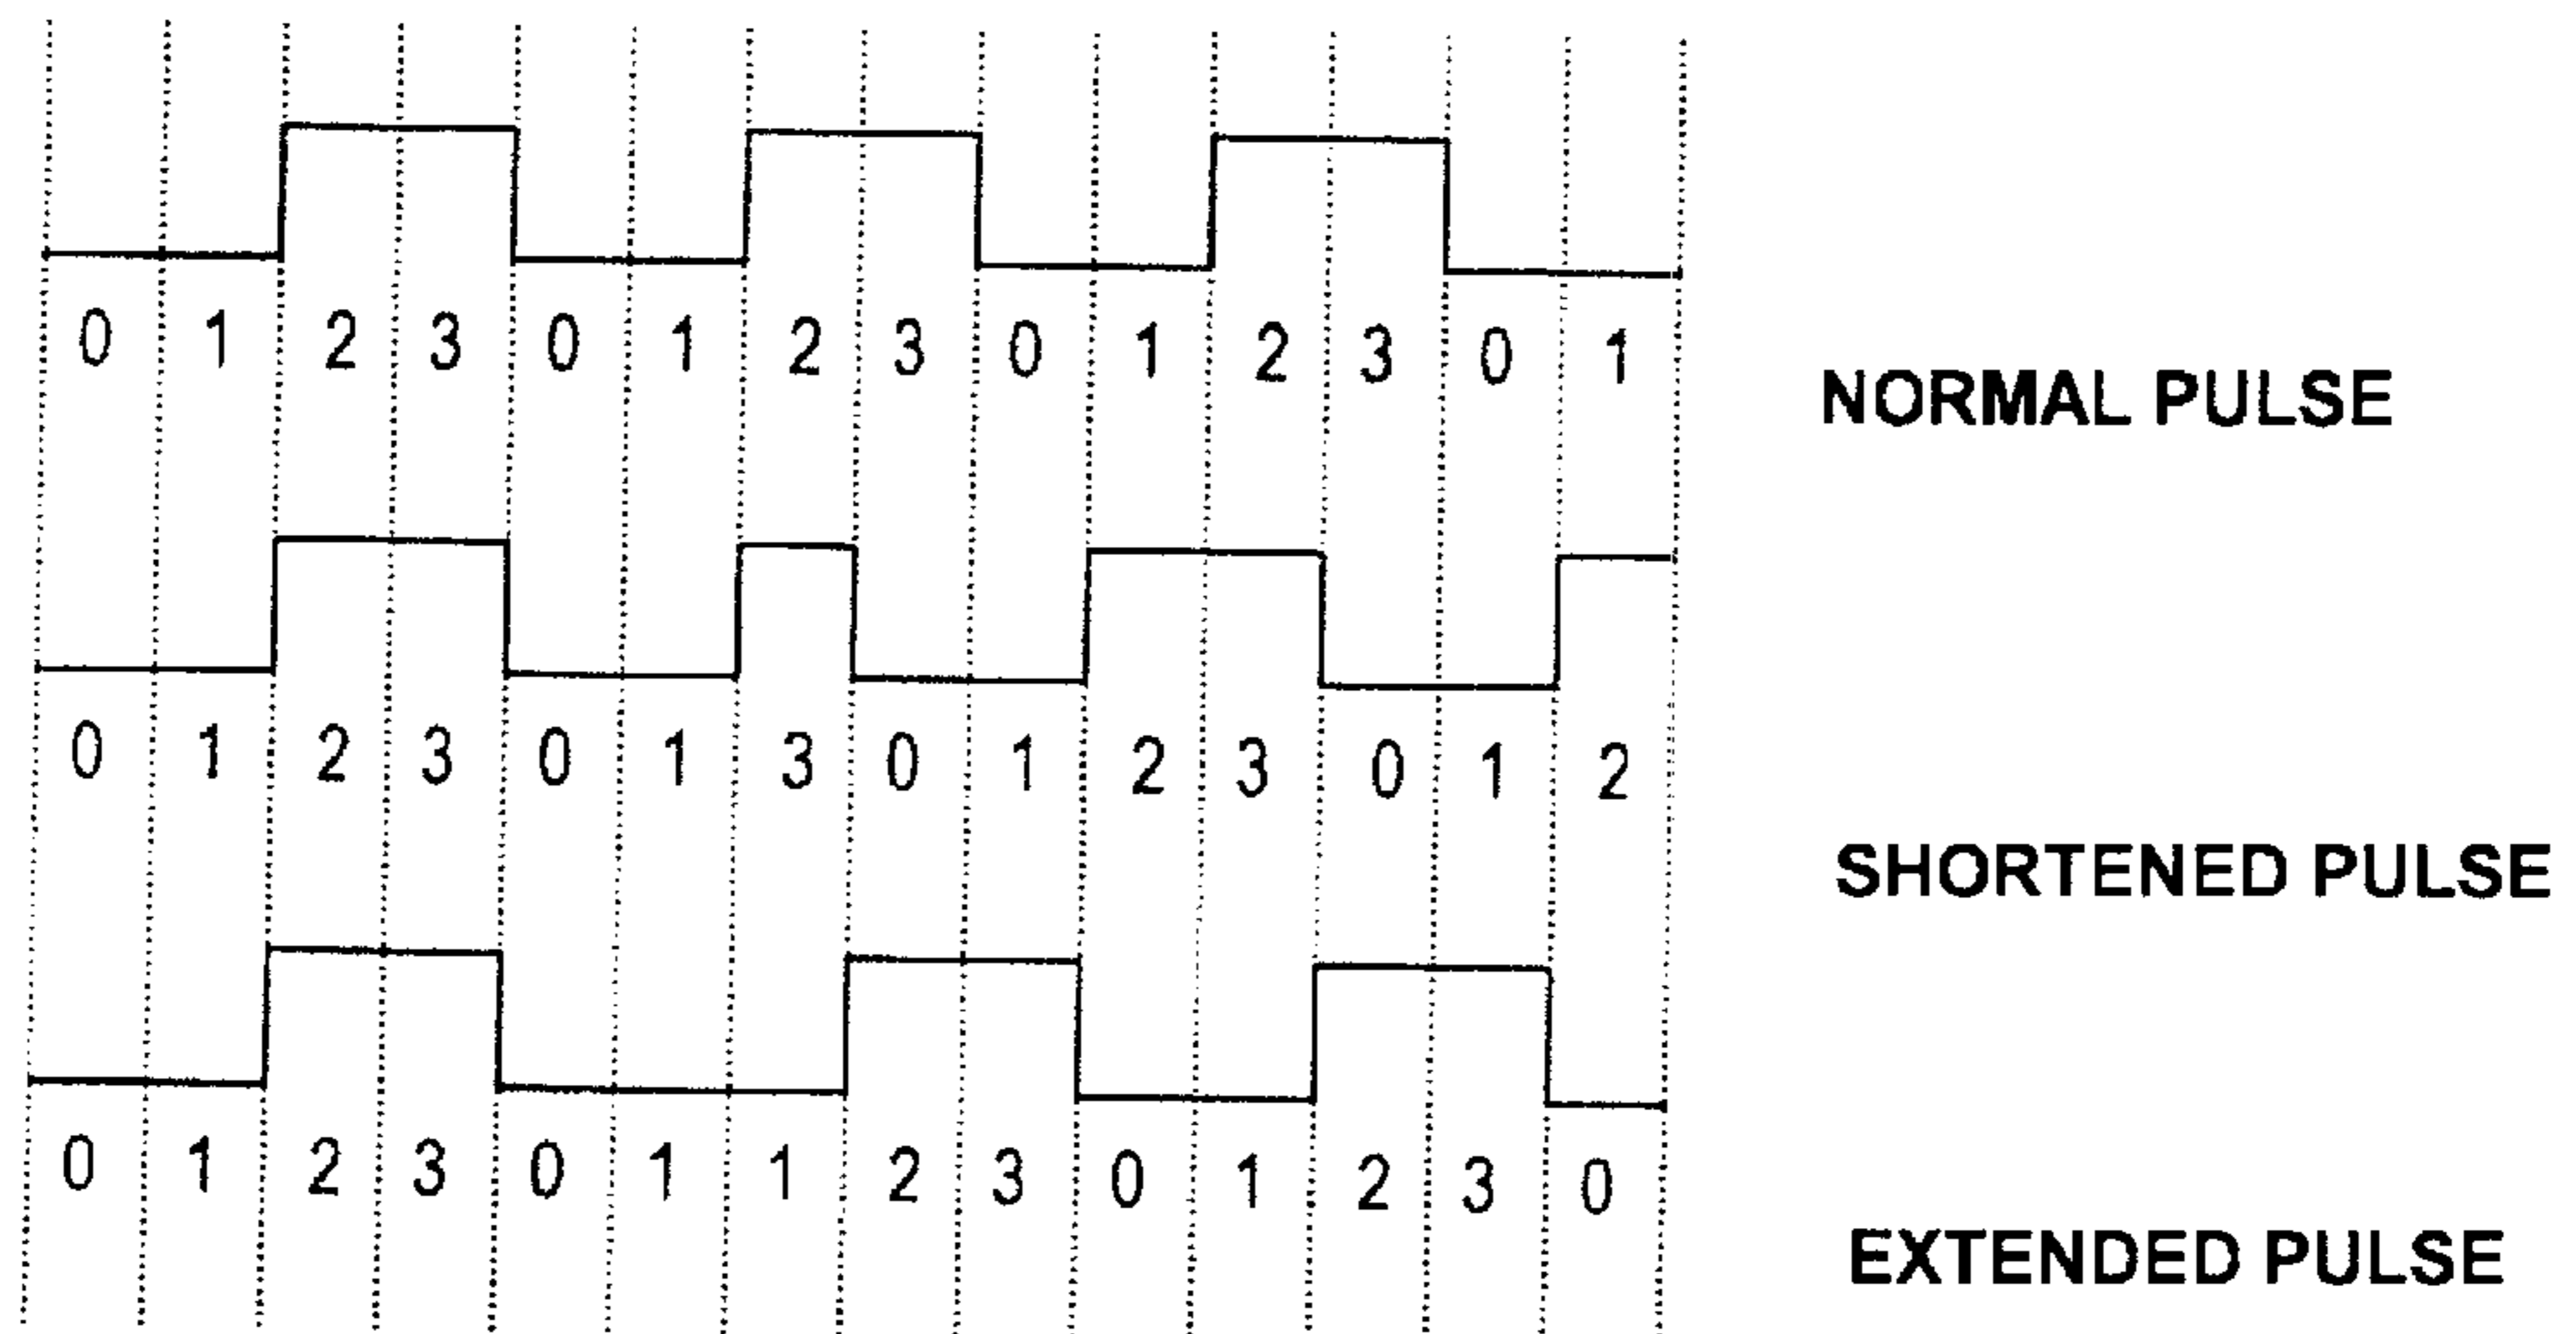 0 1 2 3 0 1 2 3 0 1 2 3 0 1
NORMAL PULSE
0 1 2 3 0 1 3 0 1 2 3 0 1 2
SHORTENED PULSE
0 1 2 3 0 1 1 2 3 0 1 2 3 0
EXTENDED PULSE